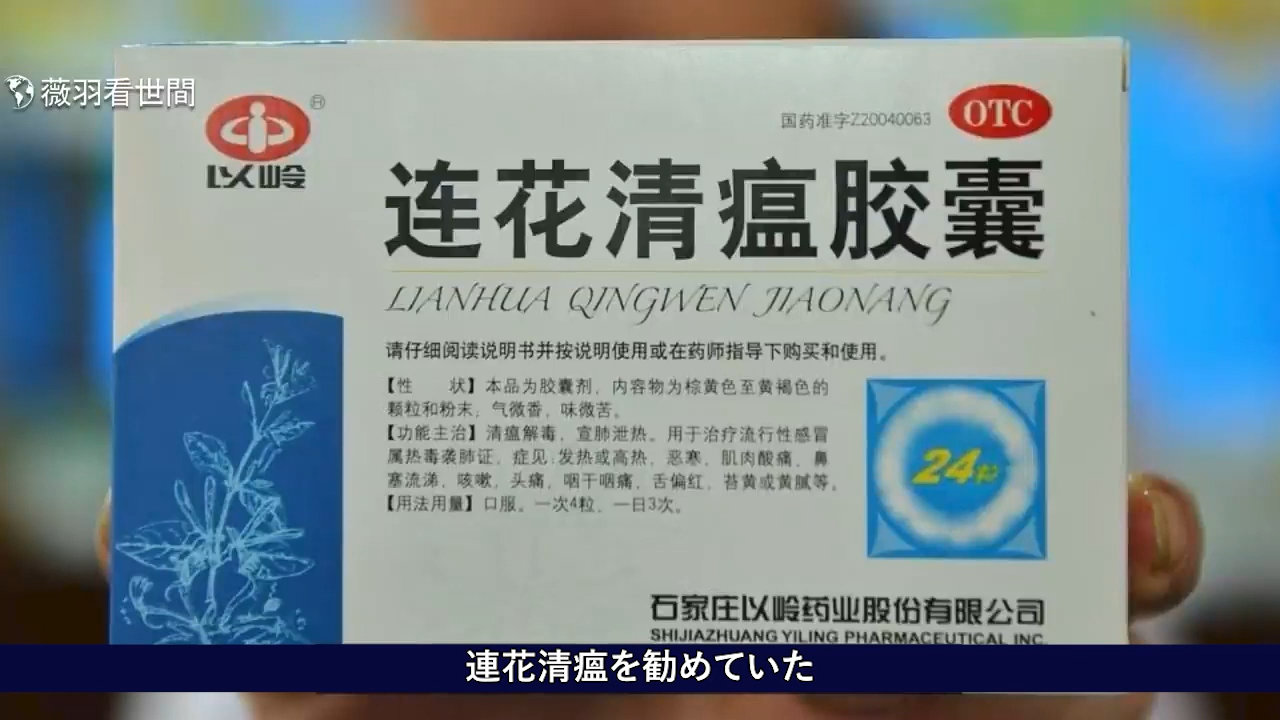 薇羽看世間
以岭
®
国药准字Z20040063
OTC
连花清瘟胶囊
LIANHUA QINGWEN JIAONANG
请仔细阅读说明书并按说明使用或在药师指导下购买和使用。
【性　　状】本品为胶囊剂，内容物为棕黄色至黄褐色的
颗粒和粉末，气微香，味微苦。
【功能主治】清瘟解毒，宣肺泄热。用于治疗流行性感冒
属热毒袭肺证，症见：发热或高热，恶寒，肌肉酸痛，鼻
塞流涕，咳嗽，头痛，咽干咽痛，舌偏红，苔黄或黄腻等。
【用法用量】口服。一次4粒，一日3次。
24粒
石家庄以岭药业股份有限公司
SHIJIAZHUANG YILING PHARMACEUTICAL INC.
連花清瘟を勧めていた